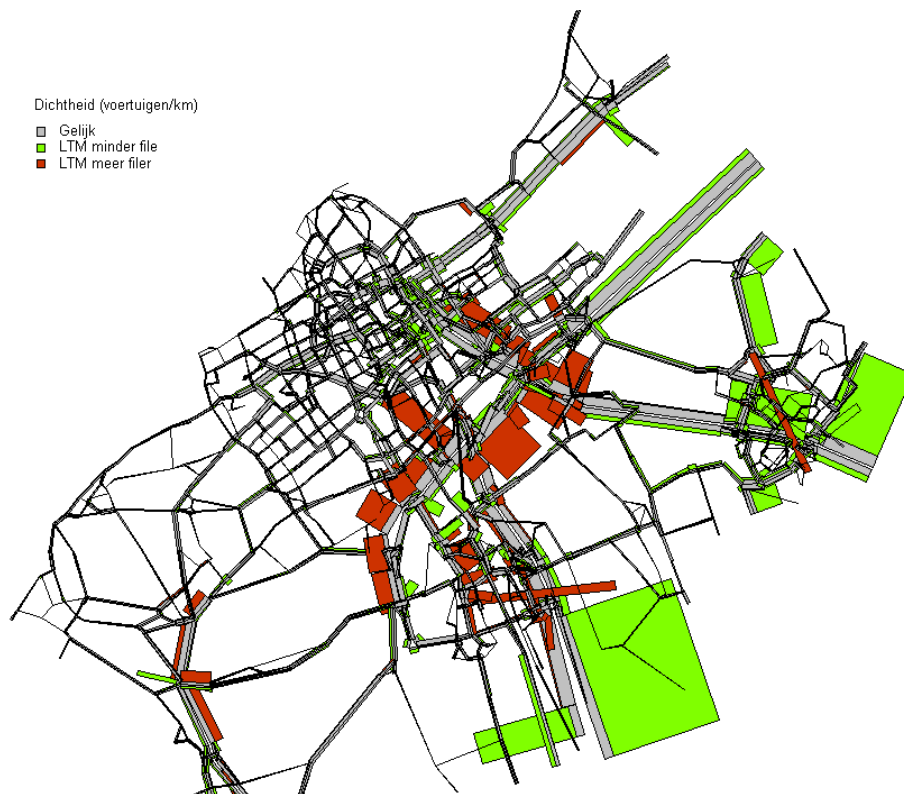 Dichtheid (voertuigen/km)
Gelijk
LTM minder file
LTM meer filer